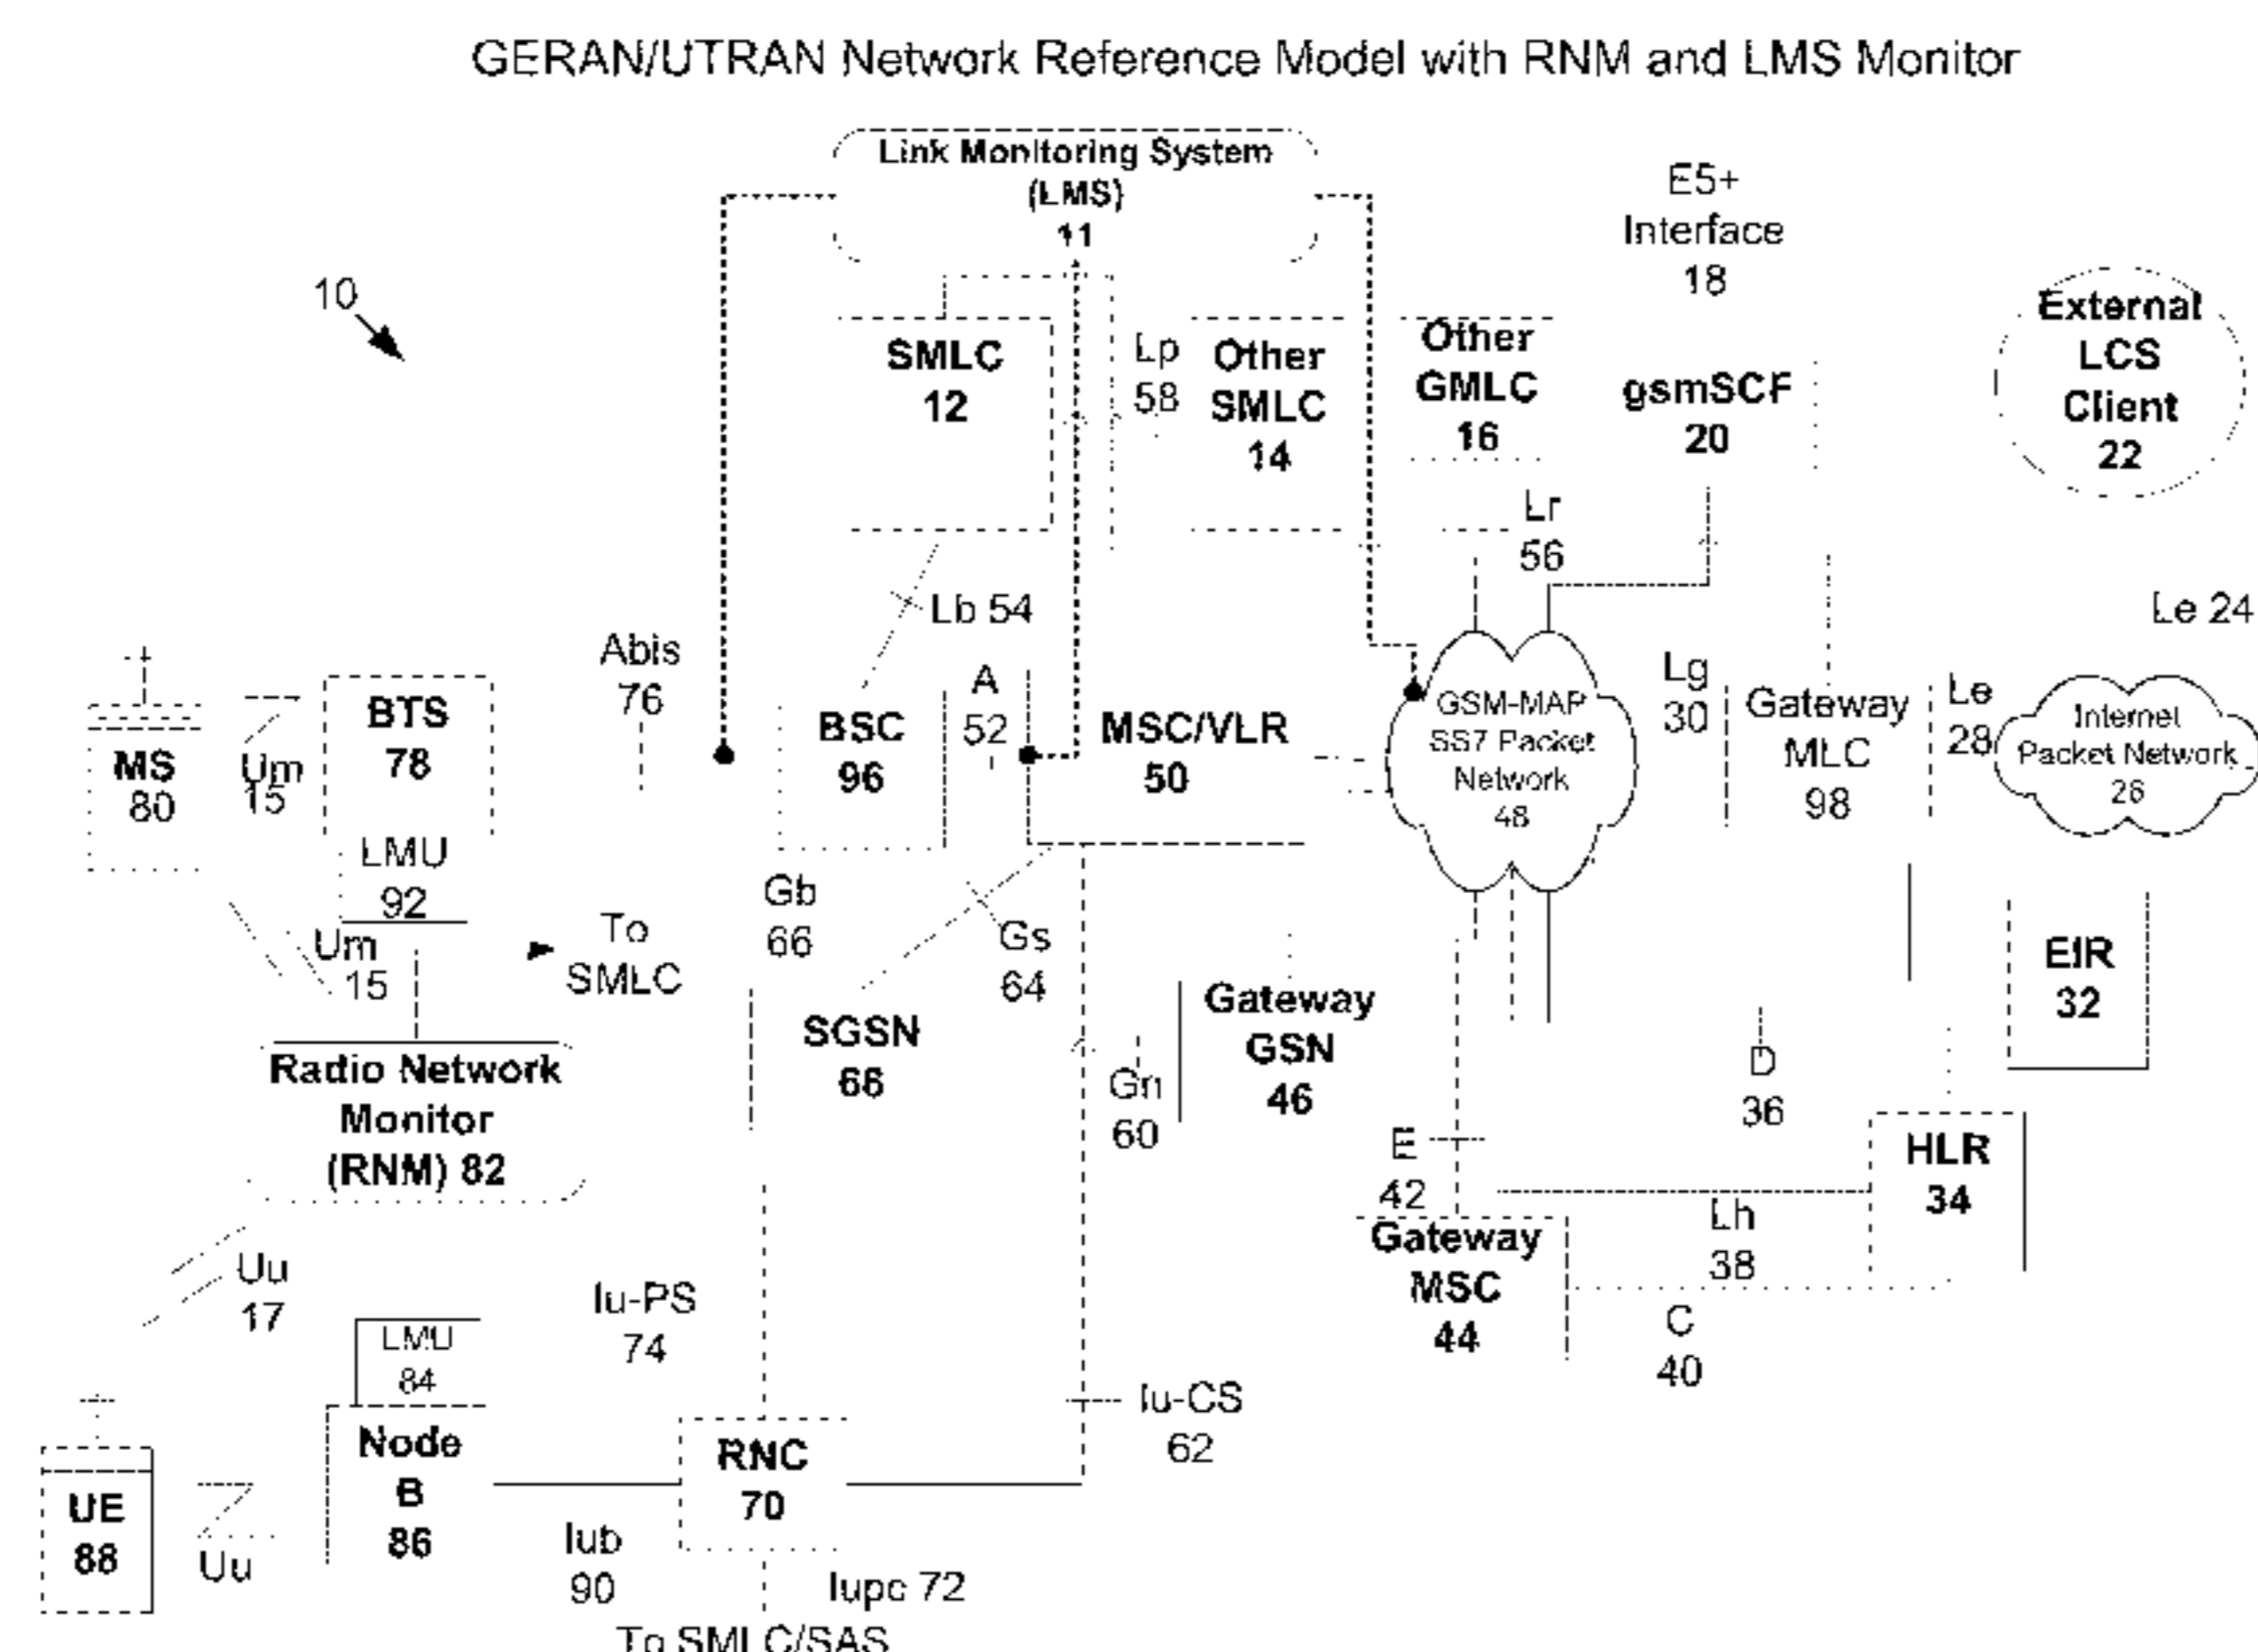 GERAN/UTRAN Network Reference Model with RNM and LMS Monitor
Link Monitoring System
(LMS)
11
E5+
Interface
18
10
SMLC
12
Lp
58
Other
SMLC
14
Other
GMLC
16
gsmSCF
20
External
LCS
Client
22
Lr
56
Lb 54
Le 24
Abis
76
MS
80
Um
15
BTS
78
BSC
96
A
52
MSC/VLR
50
GSM-MAP
SS7 Packet
Network
48
Lg
30
Gateway
MLC
98
Le
28
Internet
Packet Network
26
LMU
92
Um
15
To
SMLC
Gb
66
Gs
64
SGSN
66
Gateway
GSN
46
EIR
32
Radio Network
Monitor
(RNM) 82
Gn
60
D
36
E
42
HLR
34
Lh
38
Gateway
MSC
44
C
40
Uu
17
Iu-PS
74
LMU
84
Iu-CS
62
Node
B
86
RNC
70
UE
88
Uu
Iub
90
Iupc 72
To SMLC/SAS